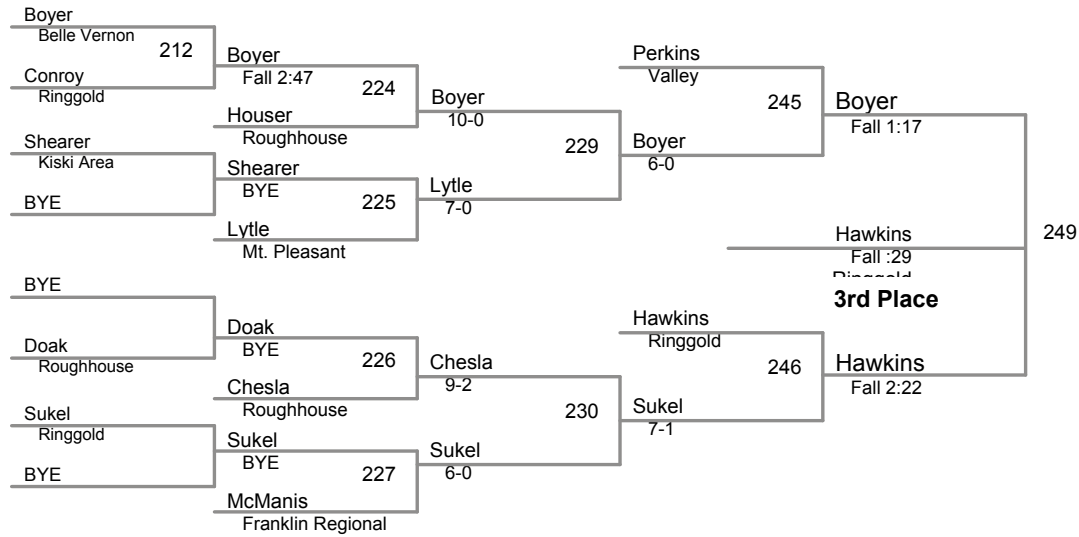 Boyer
Belle Vernon
212
Conroy
Ringgold
Shearer
Kiski Area
BYE
BYE
Doak
Roughhouse
Sukel
Ringgold
BYE
Boyer
Fall 2:47
224
Houser
Roughhouse
Shearer
BYE
225
Lytle
Mt. Pleasant
Doak
BYE
226
Chesla
Roughhouse
Sukel
BYE
227
McManis
Franklin Regional
Boyer
10-0
229
Lytle
7-0
Chesla
9-2
230
Sukel
6-0
Perkins
Valley
245
Boyer
6-0
Hawkins
Ringgold
246
Sukel
7-1
Boyer
Fall 1:17
249
Hawkins
Fall :29
Ringgold
3rd Place
Hawkins
Fall 2:22